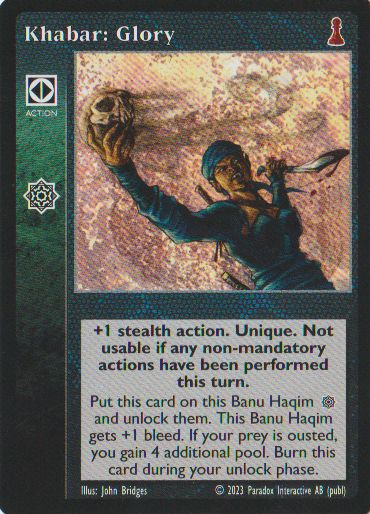 Khabar: Glory
ACTION
+1 stealth action. Unique. Not
usable if any non-mandatory
actions have been performed
this turn.
Put this card on this Banu Haqim
and unlock them. This Banu Haqim
gets +1 bleed. If your prey is ousted,
you gain 4 additional pool. Burn this
card during your unlock phase.
Illus: John Bridges © 2023 Paradox Interactive AB (publ)